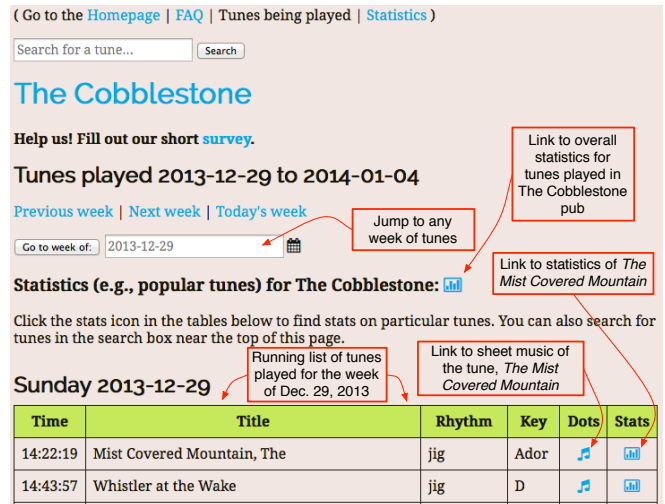 ( Go to the Homepage | FAQ | Tunes being played | Statistics )
Search for a tune...
Search
The Cobblestone
Help us! Fill out our short survey.
Link to overall
statistics for
tunes played in
The Cobblestone
pub
Tunes played 2013-12-29 to 2014-01-04
Previous week | Next week | Today's week
Jump to any
week of tunes
Go to week of:
2013-12-29
Link to statistics of The
Mist Covered Mountain
Statistics (e.g., popular tunes) for The Cobblestone:
Click the stats icon in the tables below to find stats on particular tunes. You can also search for
tunes in the search box near the top of this page.
Running list of tunes
played for the week
of Dec. 29, 2013
Link to sheet music of
the tune, The Mist
Covered Mountain
Sunday 2013-12-29
Time Title Rhythm Key Dots Stats
14:22:19 Mist Covered Mountain, The jig Ador
14:43:57 Whistler at the Wake jig D